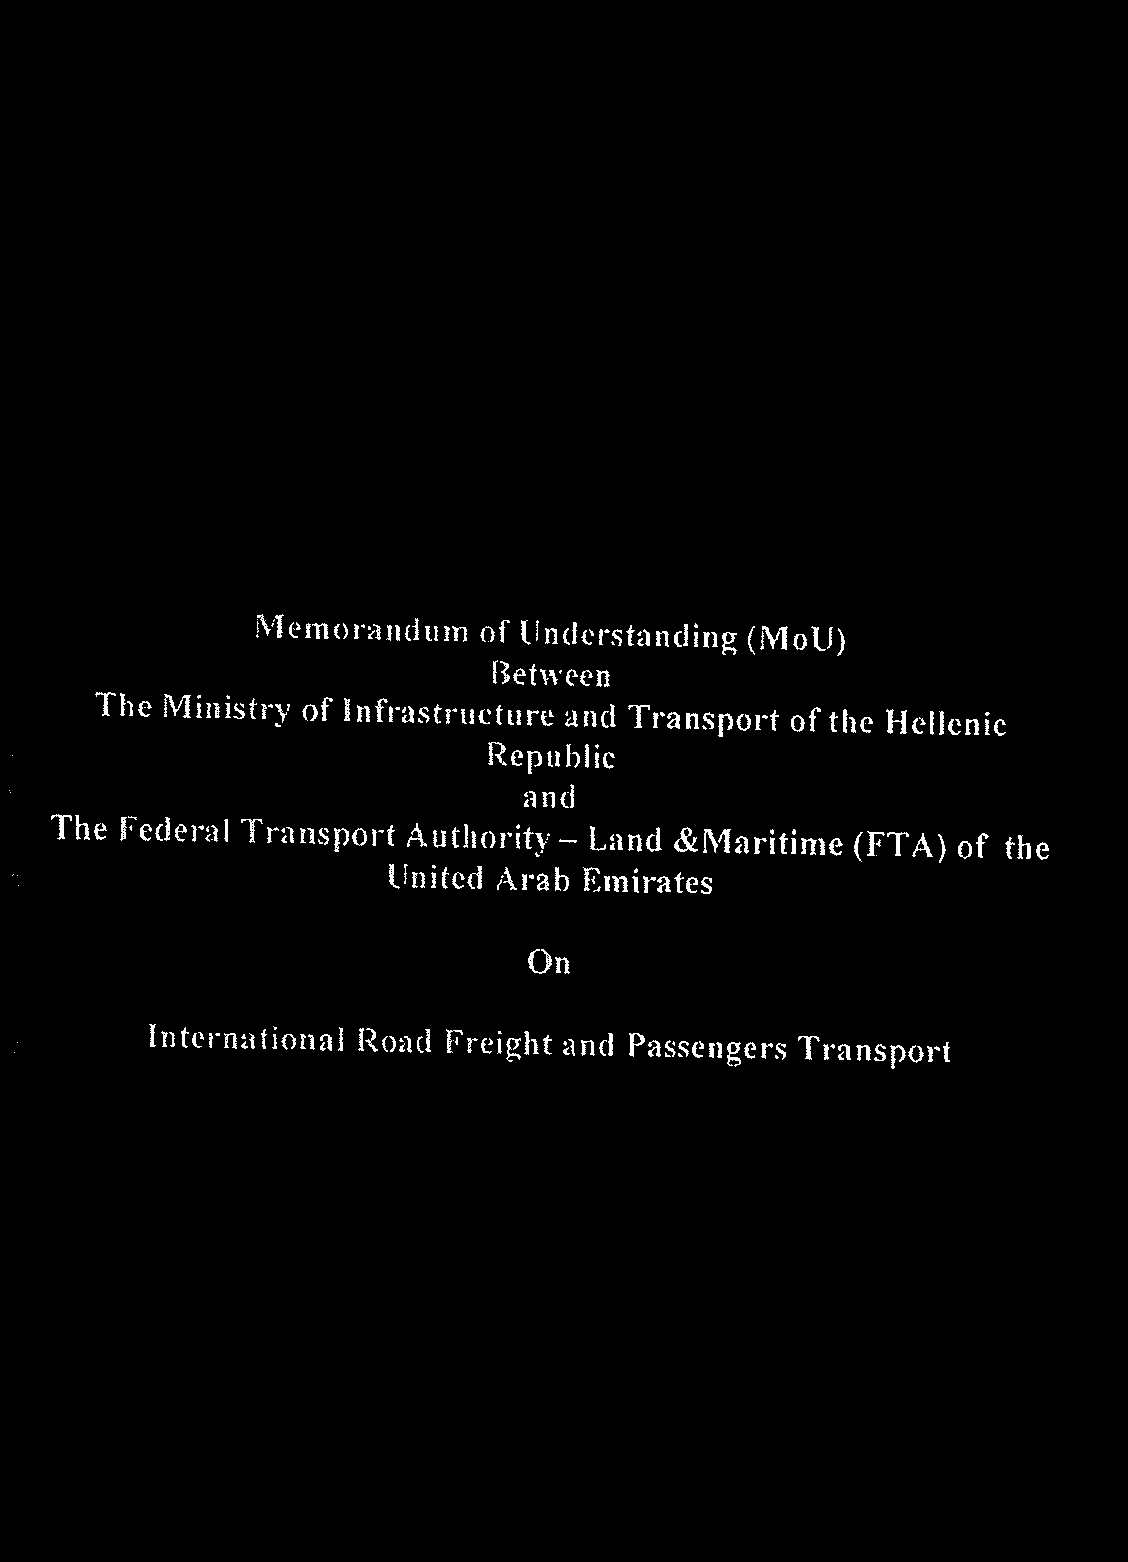 Memorandum of Understanding (MoU)
Between
The Ministry of Infrastructure and Transport of the Hellenic
Republic
and
The Federal Transport Authority – Land &Maritime (FTA) of the
United Arab Emirates
On
International Road Freight and Passengers Transport